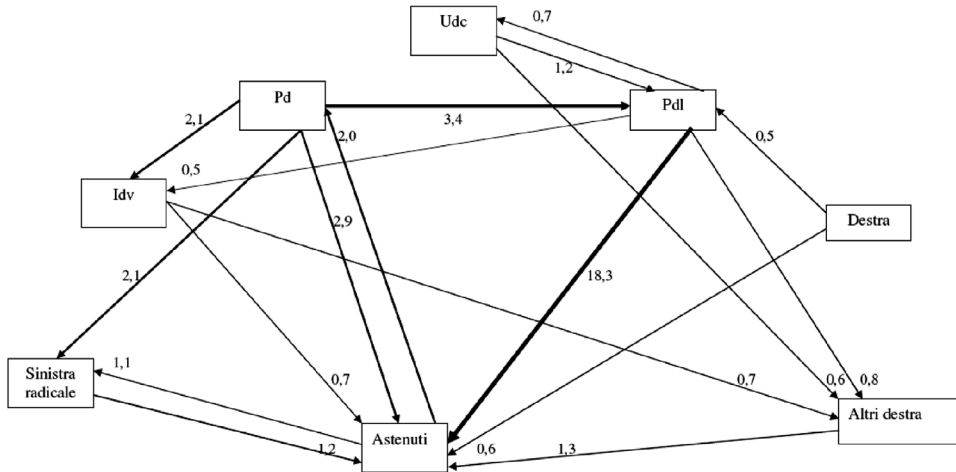 Udc
0,7
1,2
Pd
Pdl
2,1
3,4
2,0
0,5
0,5
Idv
Destra
2,9
2,1
18,3
1,1
Sinistra
radicale
0,7
0,7
0,6
0,8
Altri destra
Astenuti
1,2
0,6
1,3